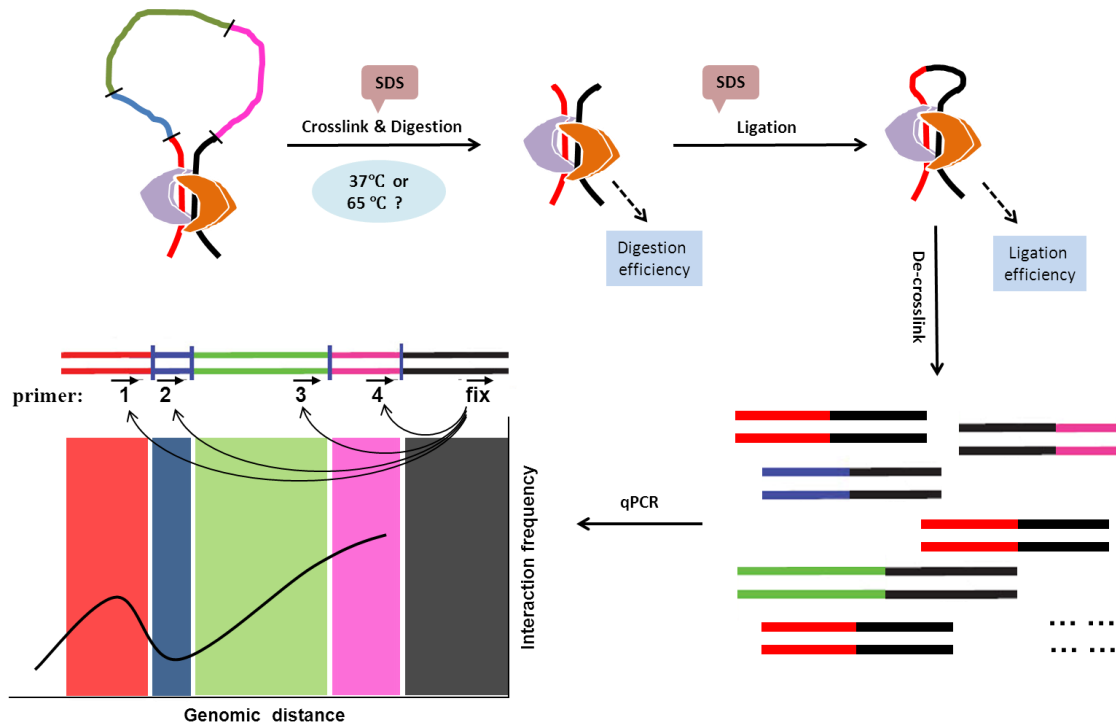 SDS
Crosslink & Digestion
37℃ or
65 ℃ ?
SDS
Ligation
Digestion
efficiency
Ligation
efficiency
De-crosslink
primer: 1 2 3 4 fix
Interaction frequency
Genomic distance
qPCR
... ...
... ...